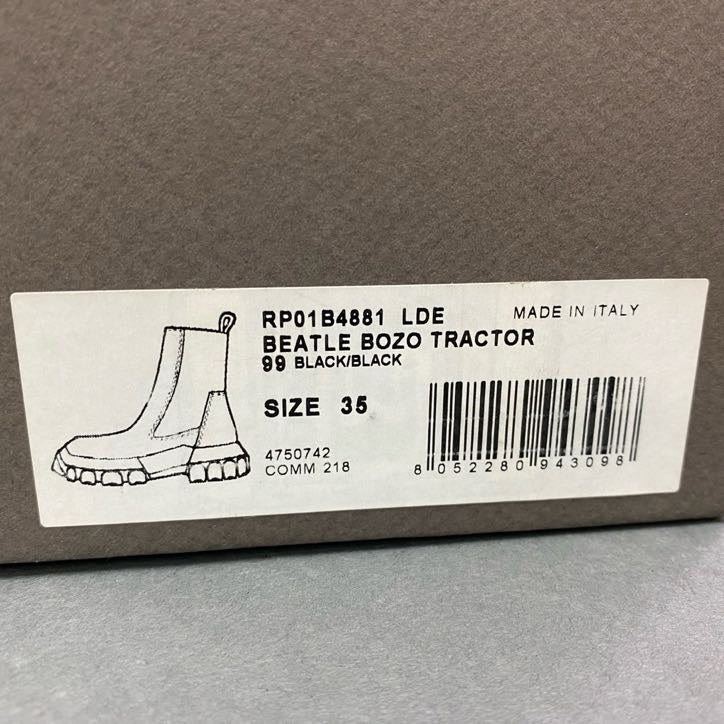 RP01B4881 LDE
MADE IN ITALY
BEATLE BOZO TRACTOR
99 BLACK/BLACK
SIZE 35
4750742
COMM 218
8 052280 943098